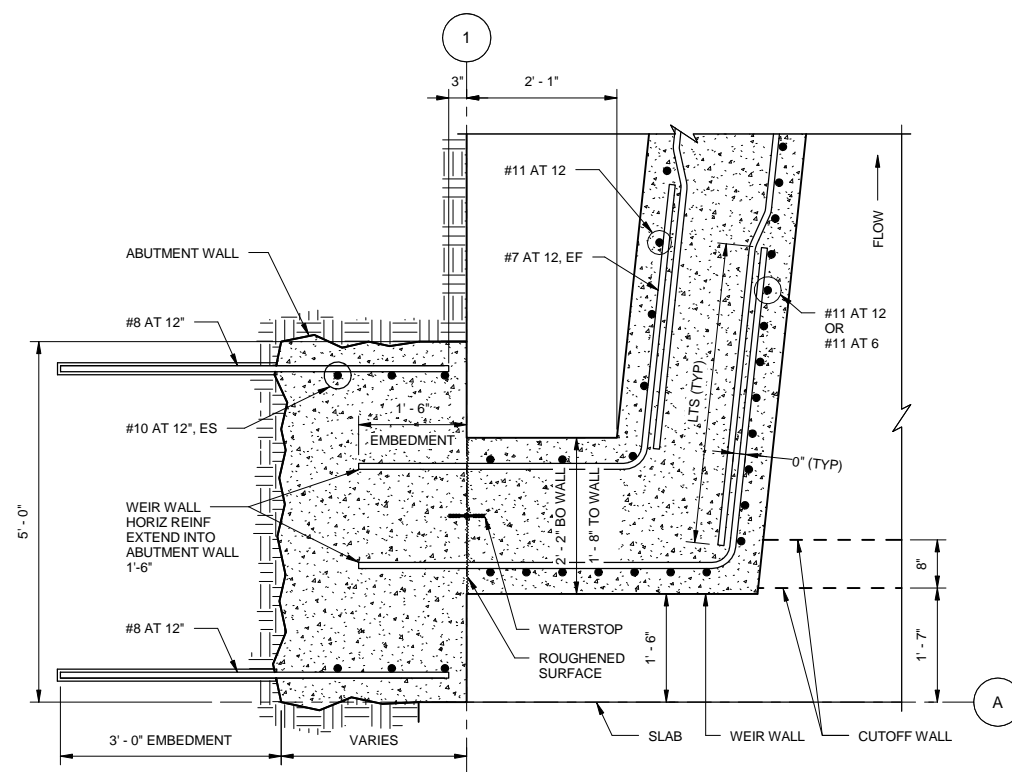 1
3"
2' - 1"
#11 AT 12
FLOW
ABUTMENT WALL
#7 AT 12, EF
#8 AT 12"
#11 AT 12
OR
#11 AT 6
LTS (TYP)
1' - 6"
EMBEDMENT
#10 AT 12", ES
0" (TYP)
5' - 0"
WEIR WALL
HORIZ REINF
EXTEND INTO
ABUTMENT WALL
1'-6"
2' - 2" BO WALL
1' - 8" TO WALL
8"
#8 AT 12"
WATERSTOP
1' - 6"
1' - 7"
ROUGHENED
SURFACE
A
3' - 0" EMBEDMENT
VARIES
SLAB
WEIR WALL
CUTOFF WALL